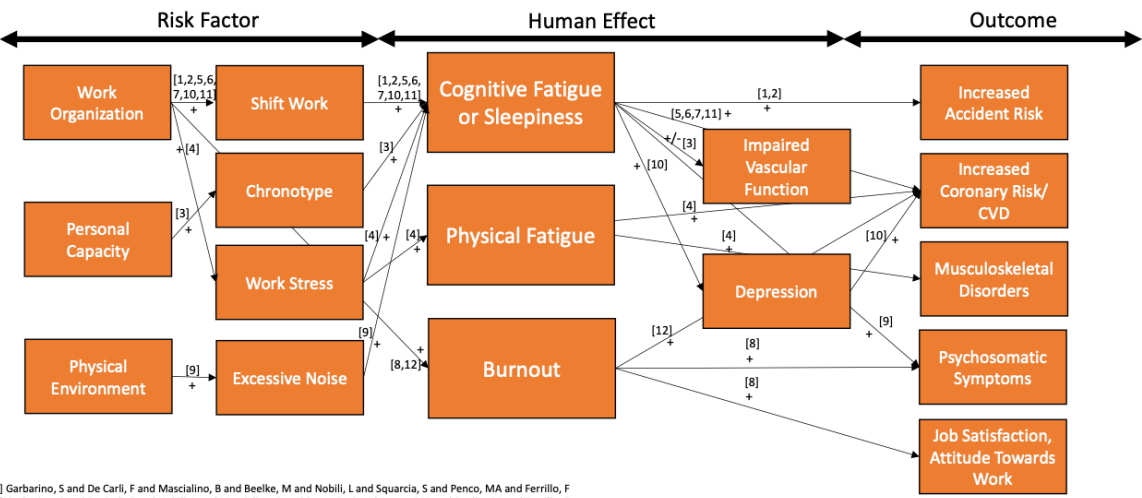 Risk Factor
Human Effect
Outcome
Work
Organization
[1,2,5,6,
7,10,11]
+
Shift Work
[1,2,5,6,
7,10,11]
+
Cognitive Fatigue
or Sleepiness
[1,2]
+
Increased
Accident Risk
[5,6,7,11] +
+/-
[3]
Impaired
Vascular
Function
+
[10]
+
[4]
[3]
+
Chronotype
Increased
Coronary Risk/
CVD
Personal
Capacity
[3]
+
[4]
+
[4]
+
Physical Fatigue
[4]
+
[4]
+
[10]
+
Work Stress
Depression
Musculoskeletal
Disorders
Physical
Environment
[9]
+
Excessive Noise
[9]
+
+
[8,12]
Burnout
[12]
+
[8]
+
[8]
+
[9]
+
Psychosomatic
Symptoms
Job Satisfaction,
Attitude Towards
Work
] Garbarino, S and De Carli, F and Mascialino, B and Beelke, M and Nobili, L and Squarcia, S and Penco, MA and Ferrillo, F